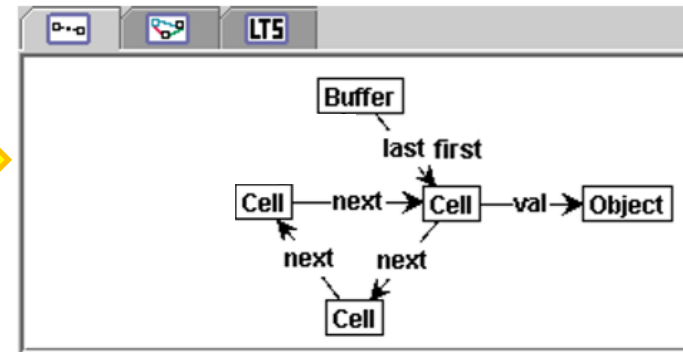 LTS
Buffer
last first
Cell next Cell val Object
next next
Cell